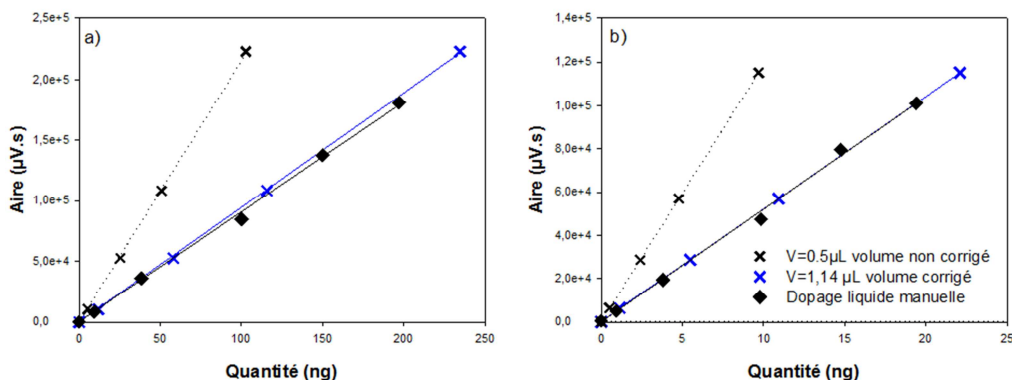 a)
2,5e+5
2,0e+5
1,5e+5
1,0e+5
5,0e+4
0,0
Aire (µV.s)
0 50 100 150 200 250
Quantité (ng)
b)
1,4e+5
1,2e+5
1,0e+5
8,0e+4
6,0e+4
4,0e+4
2,0e+4
0,0
Aire (µV.s)
V=0.5µL volume non corrigé
V=1,14 µL volume corrigé
Dopage liquide manuelle
0 5 10 15 20 25
Quantité (ng)